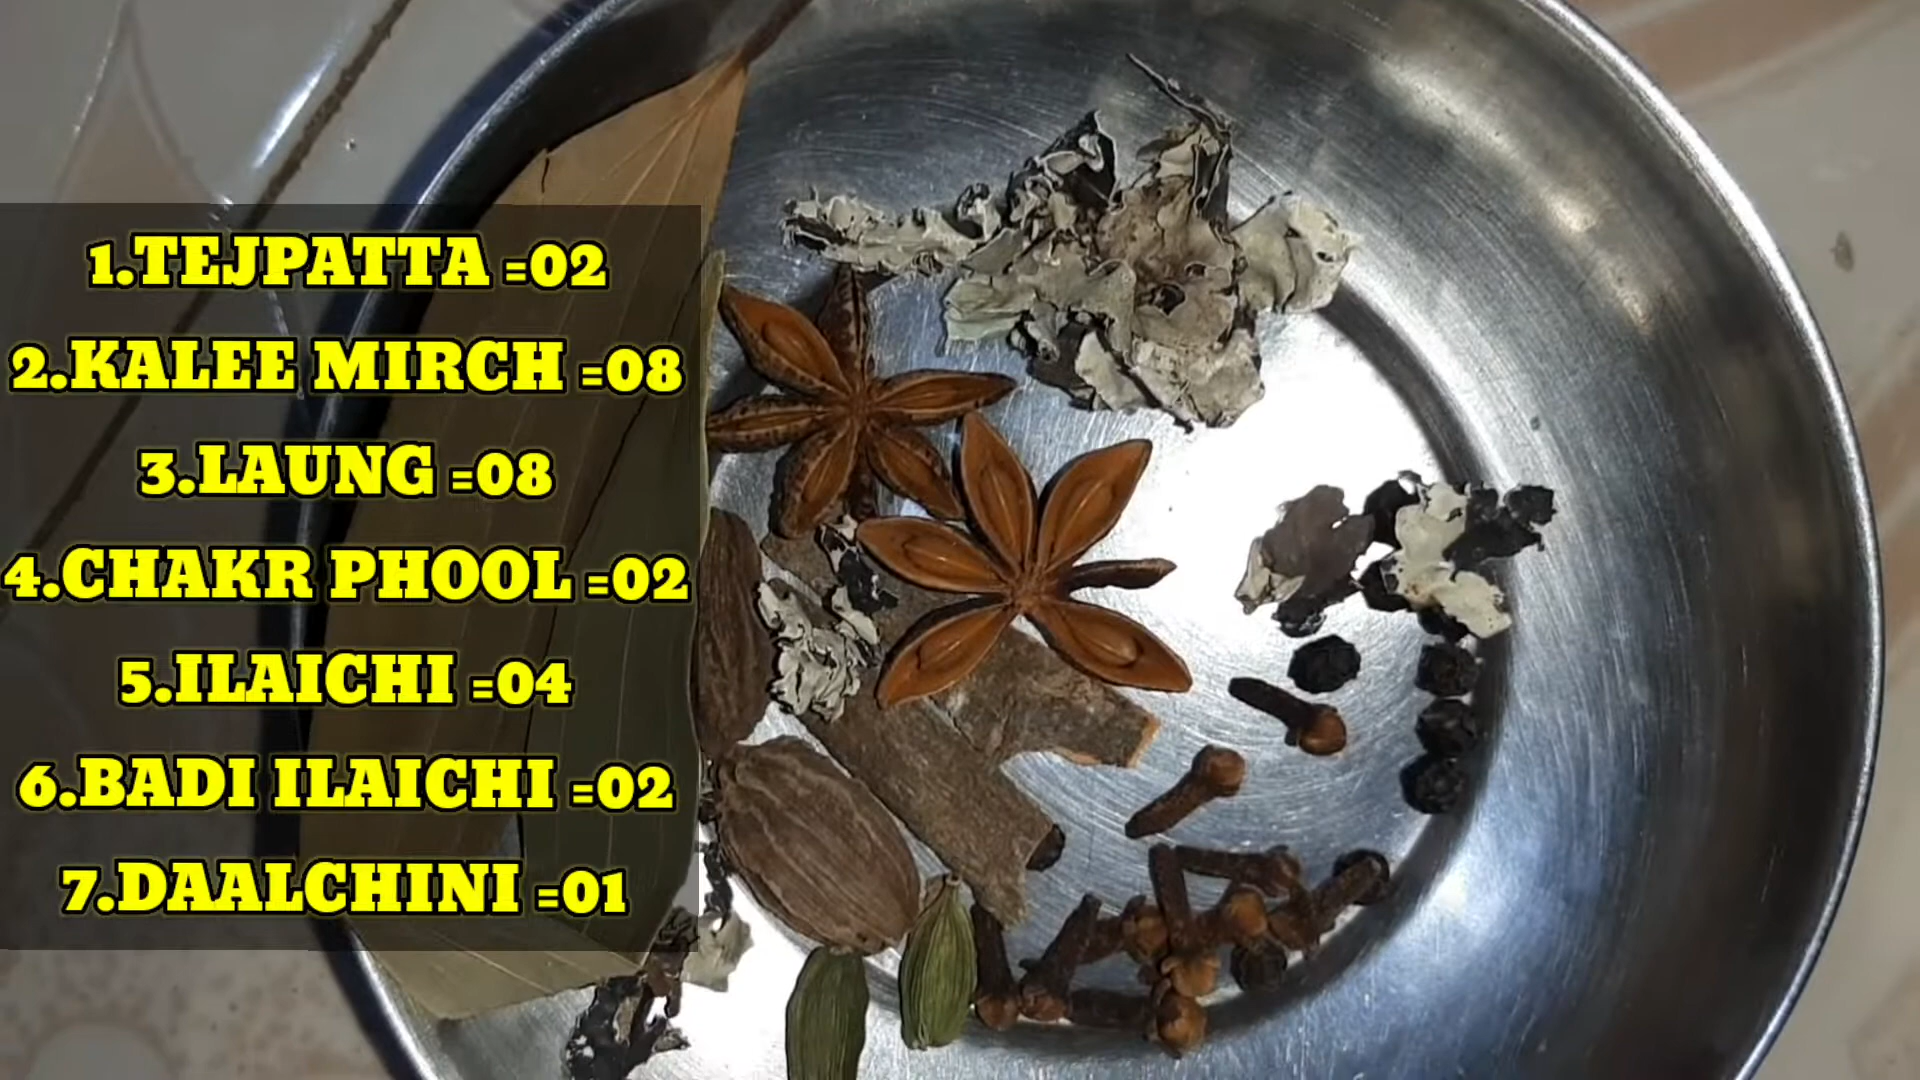 1.TEJPATTA =02
2.KALEE MIRCH =08
3.LAUNG =08
4.CHAKR PHOOL =02
5.ILAICHI =04
6.BADI ILAICHI =02
7.DAALCHINI =01